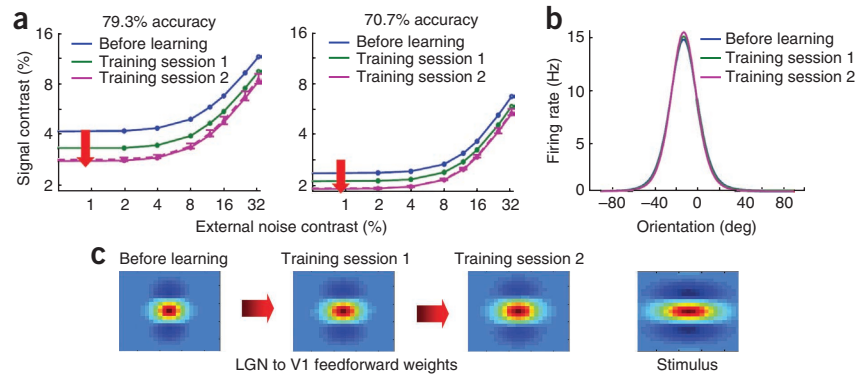 a
79.3% accuracy
16
4
2
Signal contrast (%)
Before learning
Training session 1
Training session 2
1 2 4 8 16 32
70.7% accuracy
16
4
2
Before learning
Training session 1
Training session 2
1 2 4 8 16 32
External noise contrast (%)
b
15
10
5
0
Firing rate (Hz)
Before learning
Training session 1
Training session 2
−80 −40 0 40 80
Orientation (deg)
c
Before learning
Training session 1
Training session 2
LGN to V1 feedforward weights
Stimulus